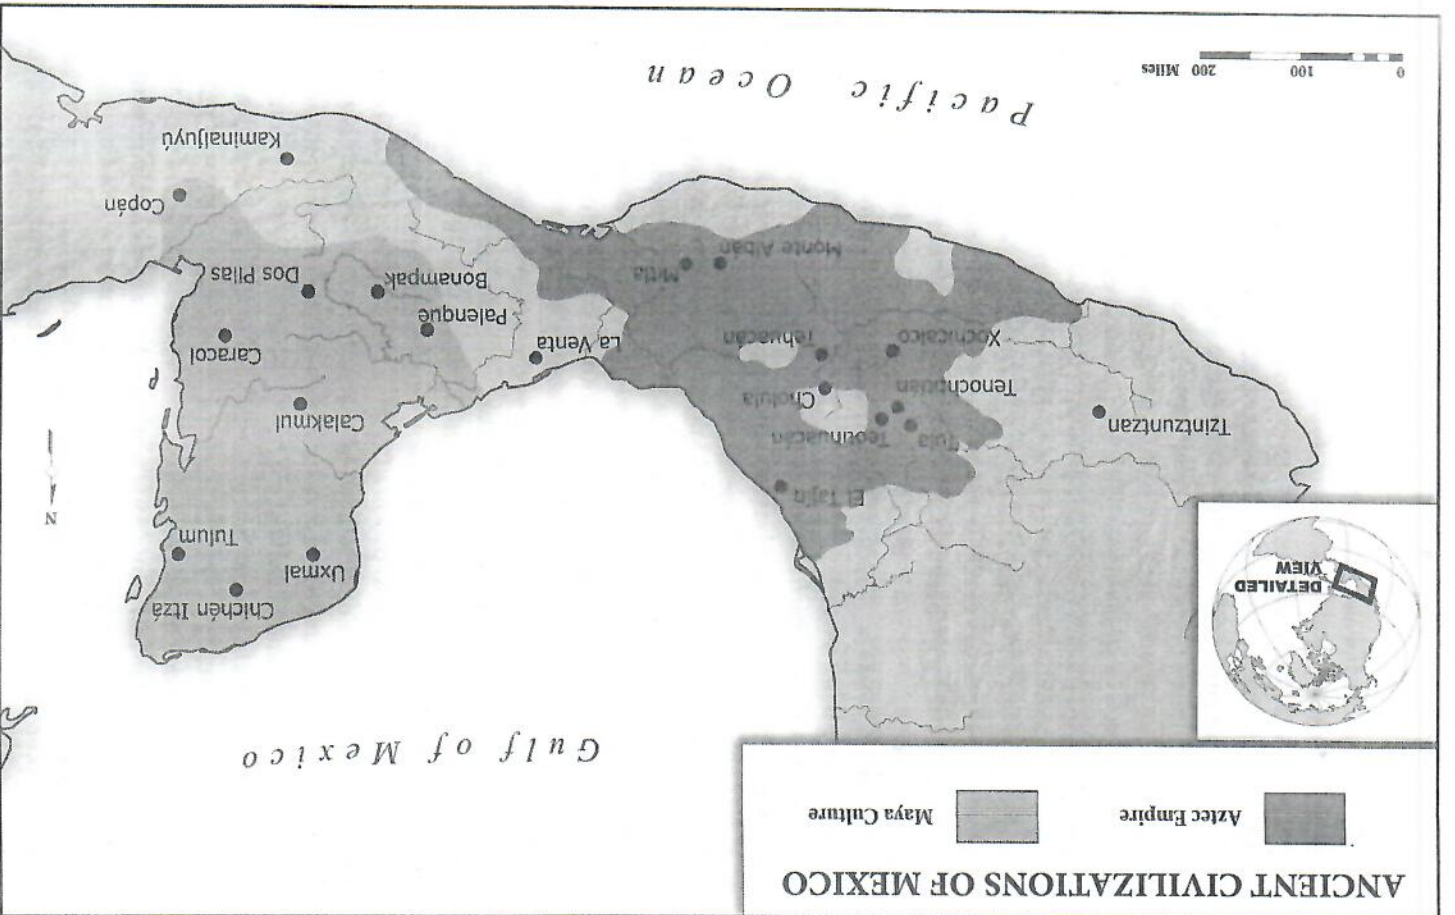 ANCIENT CIVILIZATIONS OF MEXICO
Aztec Empire
Maya Culture
DETAILED
VIEW
Gulf of Mexico
Chichén Itzá
Uxmal
Tulum
El Tajín
Tula
Teotihuacán
Tzintzuntzan
Calakmul
Tenochtitlán
Cholula
Caracol
Xochicalco
Tehuacán
La Venta
Palenque
Bonampak
Dos Pilas
Monte Albán
Mitla
Copán
Kaminaljuyú
Pacific Ocean
0 100 200 Miles
N